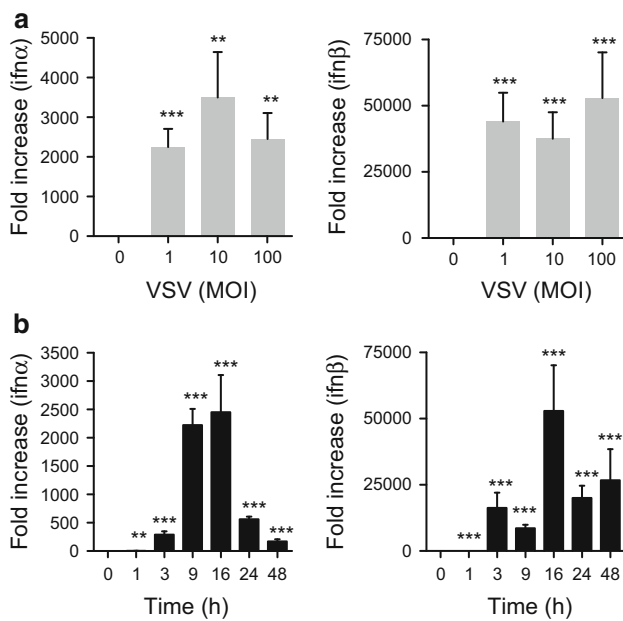 a
Fold increase (ifnα)
5000
4000
3000
2000
1000
0
***
**
**
0 1 10 100
VSV (MOI)
Fold increase (ifnβ)
75000
50000
25000
0
***
***
***
0 1 10 100
VSV (MOI)
b
Fold increase (ifnα)
3500
3000
2500
2000
1500
1000
500
0
**
***
***
***
***
***
0 1 3 9 16 24 48
Time (h)
Fold increase (ifnβ)
75000
50000
25000
0
***
***
***
***
***
***
0 1 3 9 16 24 48
Time (h)